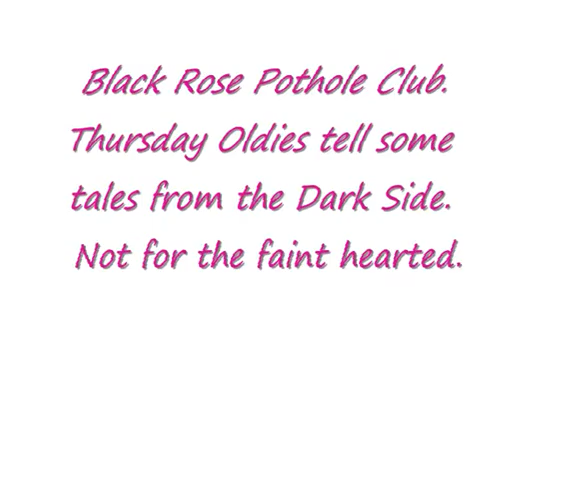 Black Rose Pothole Club.
Thursday Oldies tell some
tales from the Dark Side.
Not for the faint hearted.